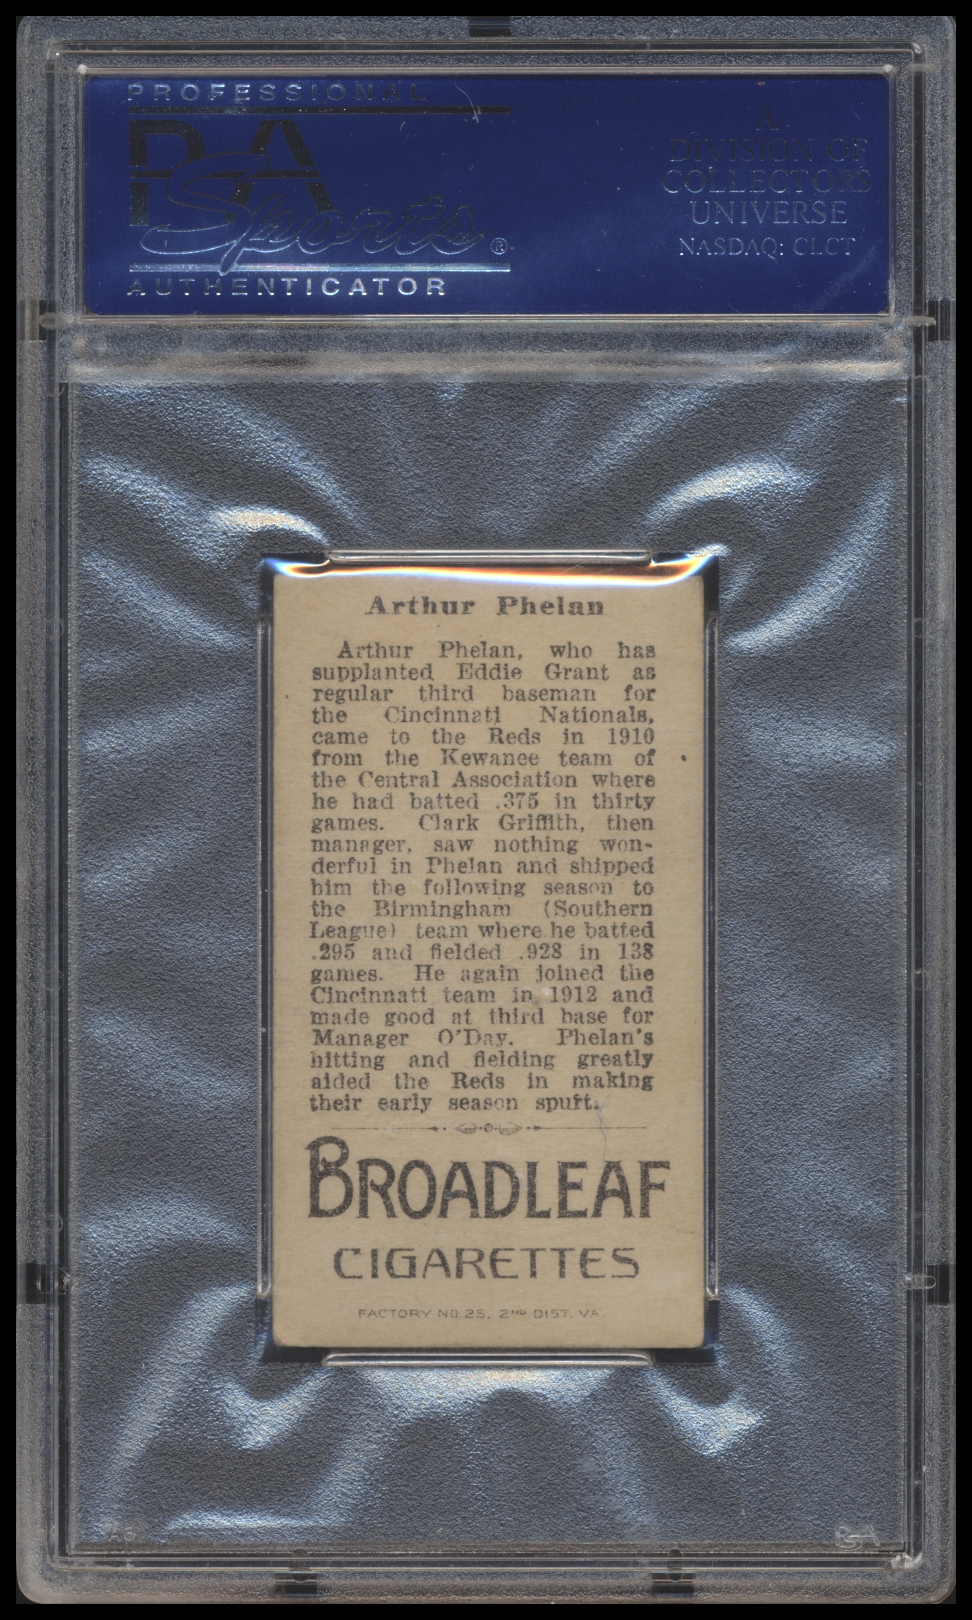 PROFESSIONAL
PSA
Sports®
AUTHENTICATOR
A
DIVISION OF
COLLECTORS
UNIVERSE
NASDAQ: CLCT
Arthur Phelan
Arthur Phelan, who has
supplanted Eddie Grant as
regular third baseman for
the Cincinnati Nationals,
came to the Reds in 1910
from the Kewanee team of
the Central Association where
he had batted .375 in thirty
games. Clark Griffith, then
manager, saw nothing won-
derful in Phelan and shipped
him the following season to
the Birmingham (Southern
League) team where he batted
.295 and fielded .928 in 138
games. He again joined the
Cincinnati team in 1912 and
made good at third base for
Manager O'Day. Phelan's
hitting and fielding greatly
aided the Reds in making
their early season spurt.
BROADLEAF
CIGARETTES
FACTORY NO. 25, 2ND DIST. VA.
PSA